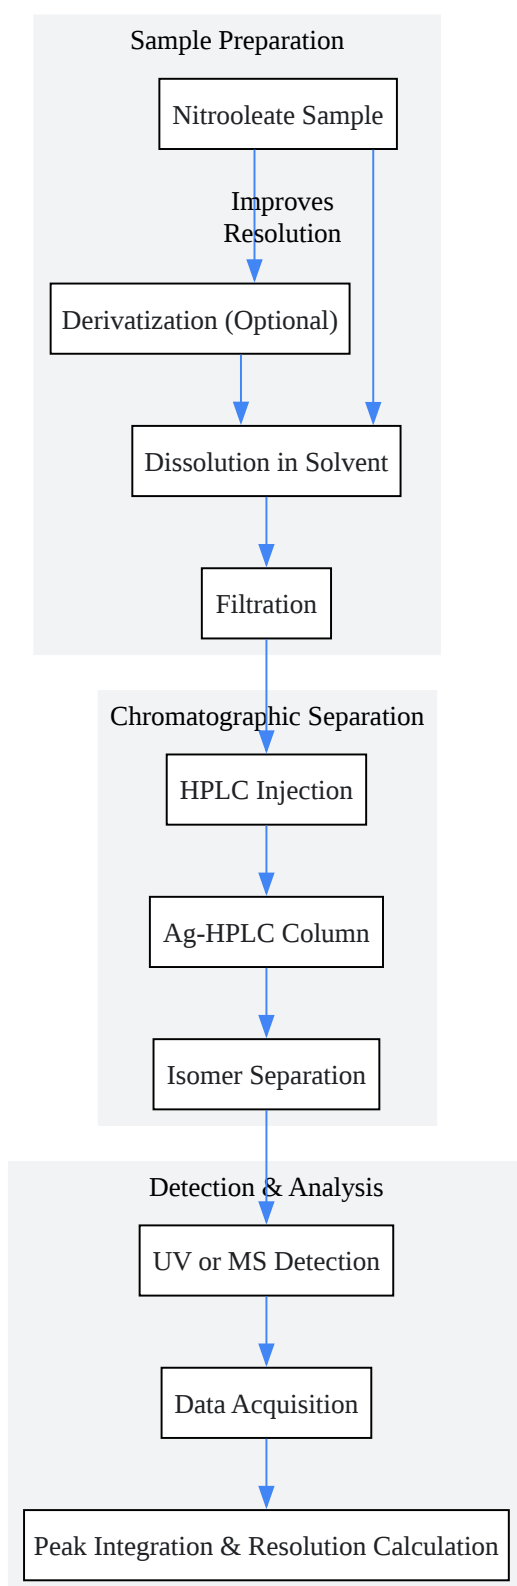 Sample Preparation
Nitrooleate Sample
Improves
Resolution
Derivatization (Optional)
Dissolution in Solvent
Filtration
Chromatographic Separation
HPLC Injection
Ag-HPLC Column
Isomer Separation
Detection & Analysis
UV or MS Detection
Data Acquisition
Peak Integration & Resolution Calculation